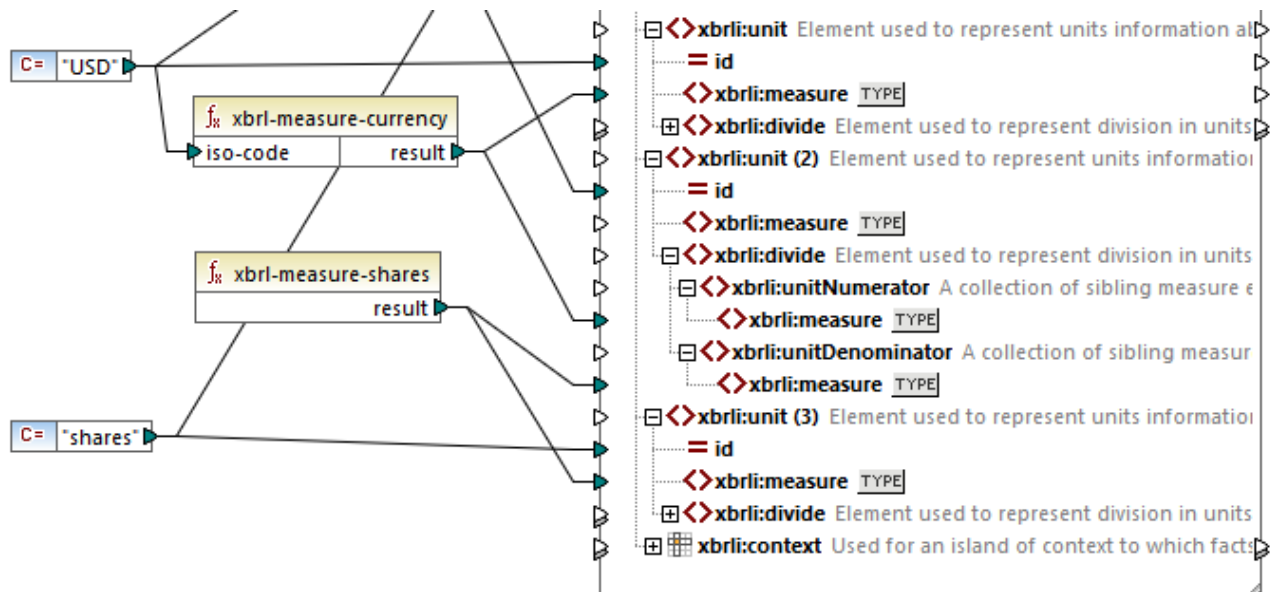 xbrli:unit Element used to represent units information al
C= "USD"
= id
xbrli:measure TYPE
fx xbrl-measure-currency
xbrli:divide Element used to represent division in units
iso-code result
xbrli:unit (2) Element used to represent units information
= id
xbrli:measure TYPE
xbrli:divide Element used to represent division in units
fx xbrl-measure-shares
xbrli:unitNumerator A collection of sibling measure e
result
xbrli:measure TYPE
xbrli:unitDenominator A collection of sibling measur
xbrli:measure TYPE
xbrli:unit (3) Element used to represent units information
C= "shares"
= id
xbrli:measure TYPE
xbrli:divide Element used to represent division in units
xbrli:context Used for an island of context to which facts